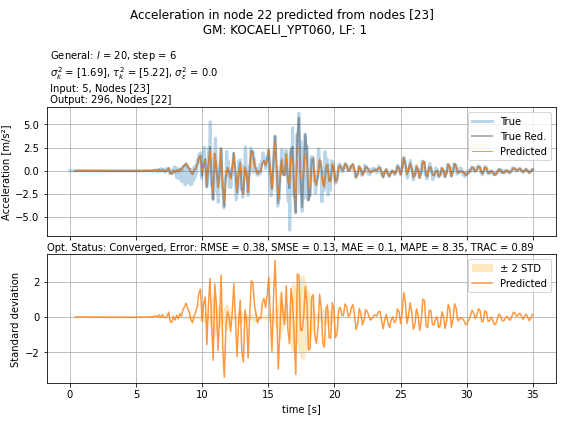 Acceleration in node 22 predicted from nodes [23]
GM: KOCAELI_YPT060, LF: 1
General: l = 20, step = 6
σ²ₖ = [1.69], τ²ₖ = [5.22], σ²ε = 0.0
Input: 5, Nodes [23]
Output: 296, Nodes [22]
Acceleration [m/s²]
5.0
2.5
0.0
−2.5
−5.0
True
True Red.
Predicted
Opt. Status: Converged, Error: RMSE = 0.38, SMSE = 0.13, MAE = 0.1, MAPE = 8.35, TRAC = 0.89
Standard deviation
2
0
−2
± 2 STD
Predicted
0 5 10 15 20 25 30 35
time [s]